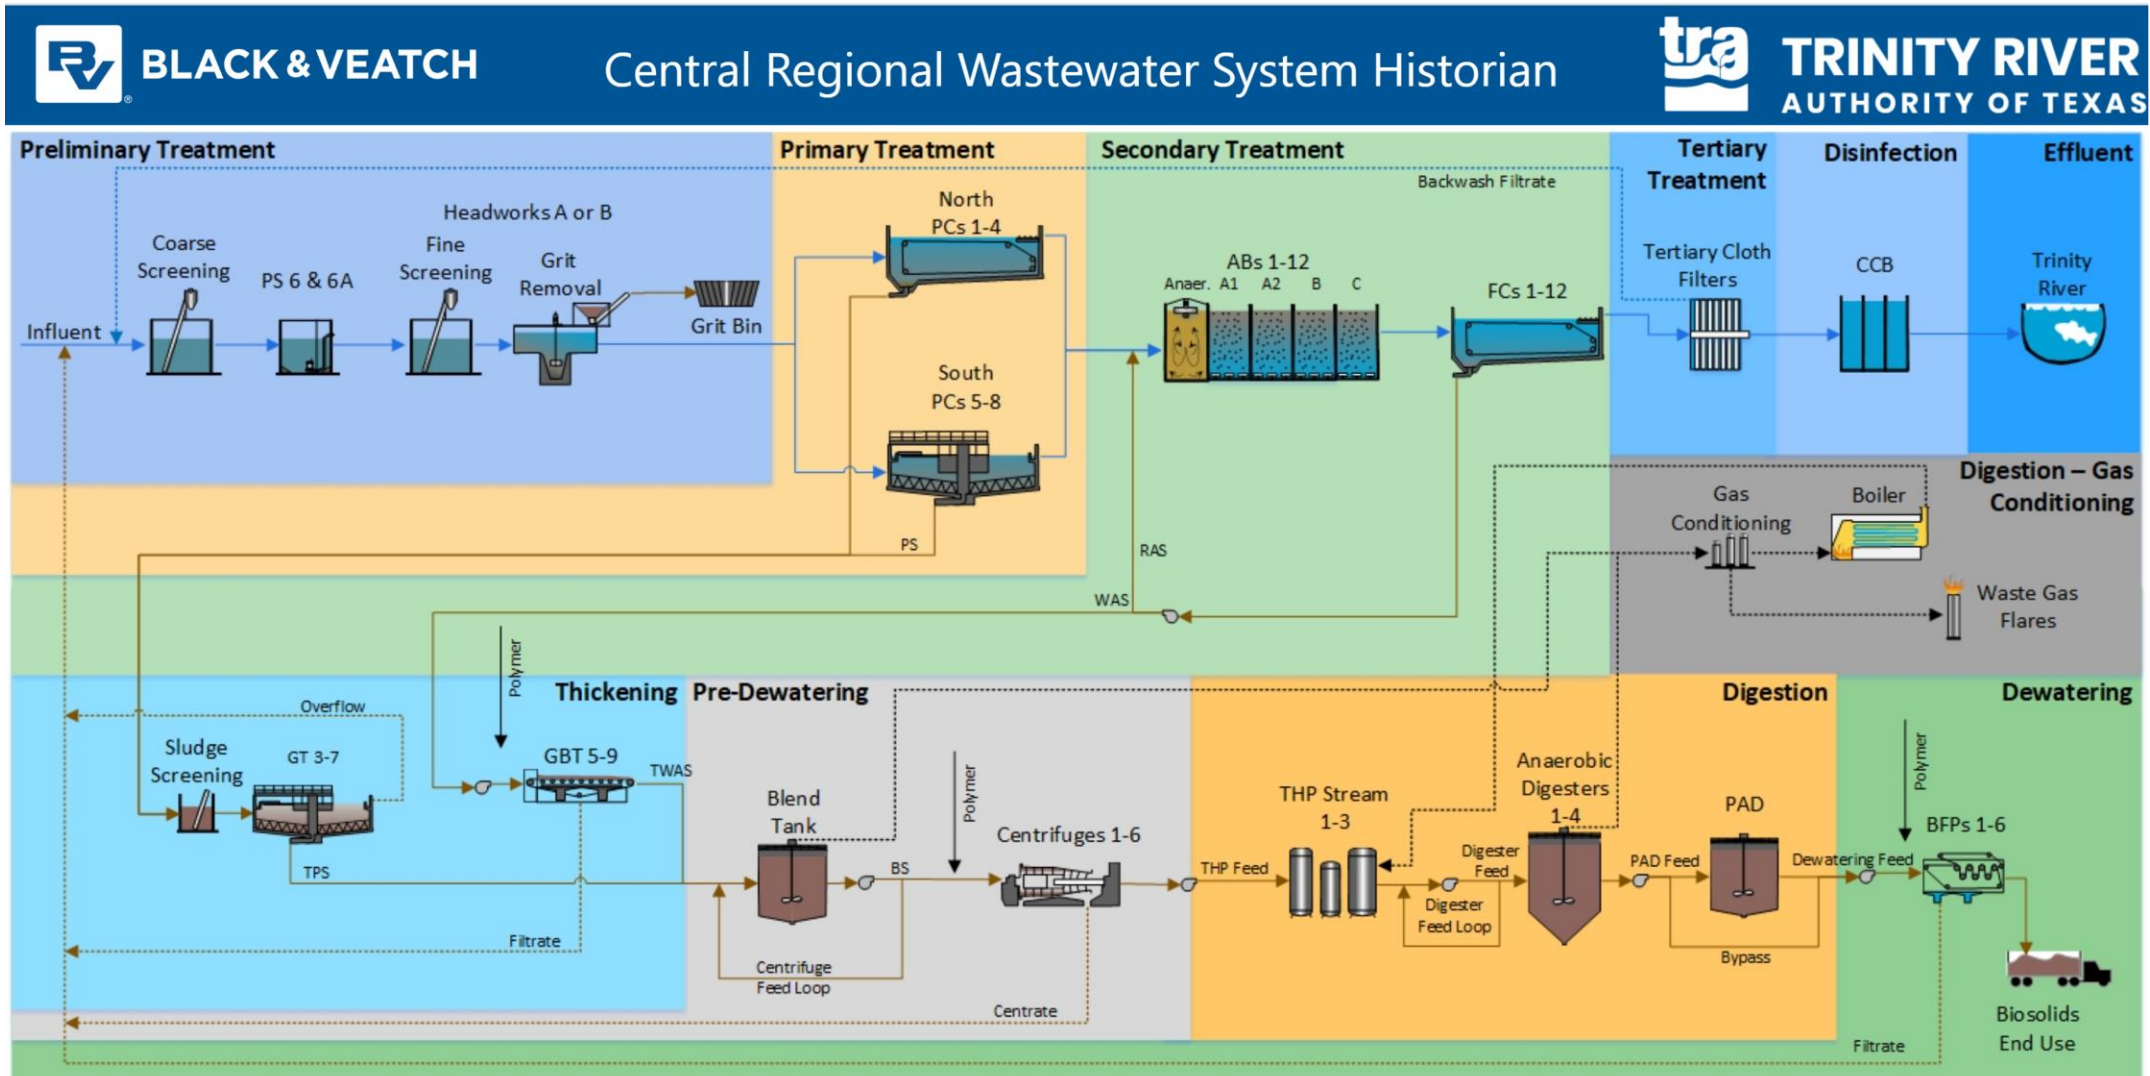 BV
®
BLACK & VEATCH
Central Regional Wastewater System Historian
tra
TRINITY RIVER
AUTHORITY OF TEXAS
Preliminary Treatment
Primary Treatment
Secondary Treatment
Tertiary
Treatment
Disinfection
Effluent
Backwash Filtrate
Headworks A or B
Influent
Coarse
Screening
PS 6 & 6A
Fine
Screening
Grit
Removal
Grit Bin
North
PCs 1-4
South
PCs 5-8
PS
ABs 1-12
Anaer. A1 A2 B C
FCs 1-12
RAS
WAS
Tertiary Cloth
Filters
CCB
Trinity
River
Digestion – Gas
Conditioning
Gas
Conditioning
Boiler
Waste Gas
Flares
Thickening
Polymer
Overflow
Sludge
Screening
GT 3-7
GBT 5-9
TWAS
TPS
Filtrate
Pre-Dewatering
Blend
Tank
BS
Polymer
Centrifuges 1-6
Centrifuge
Feed Loop
Centrate
Digestion
THP Feed
THP Stream
1-3
Digester
Feed
Digester
Feed Loop
Anaerobic
Digesters
1-4
PAD Feed
PAD
Bypass
Dewatering
Dewatering Feed
Polymer
BFPs 1-6
Biosolids
End Use
Filtrate